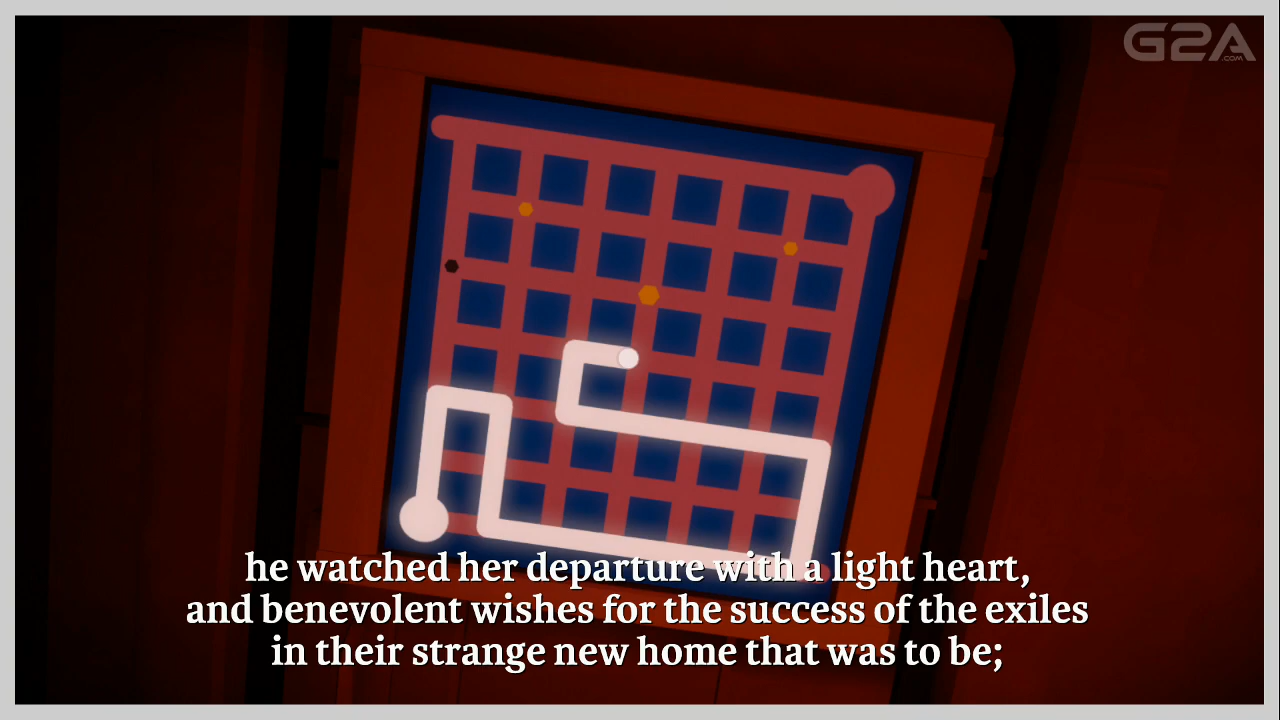 G2A
.COM
he watched her departure with a light heart,
and benevolent wishes for the success of the exiles
in their strange new home that was to be;